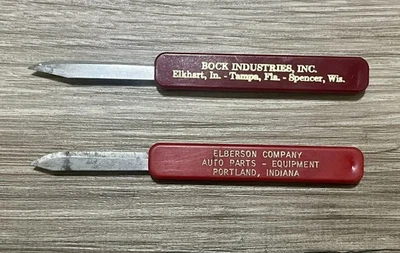 BOCK INDUSTRIES, INC.
Elkhart, In. - Tampa, Fla. - Spencer, Wis.
ELBERSON COMPANY
AUTO PARTS - EQUIPMENT
PORTLAND, INDIANA